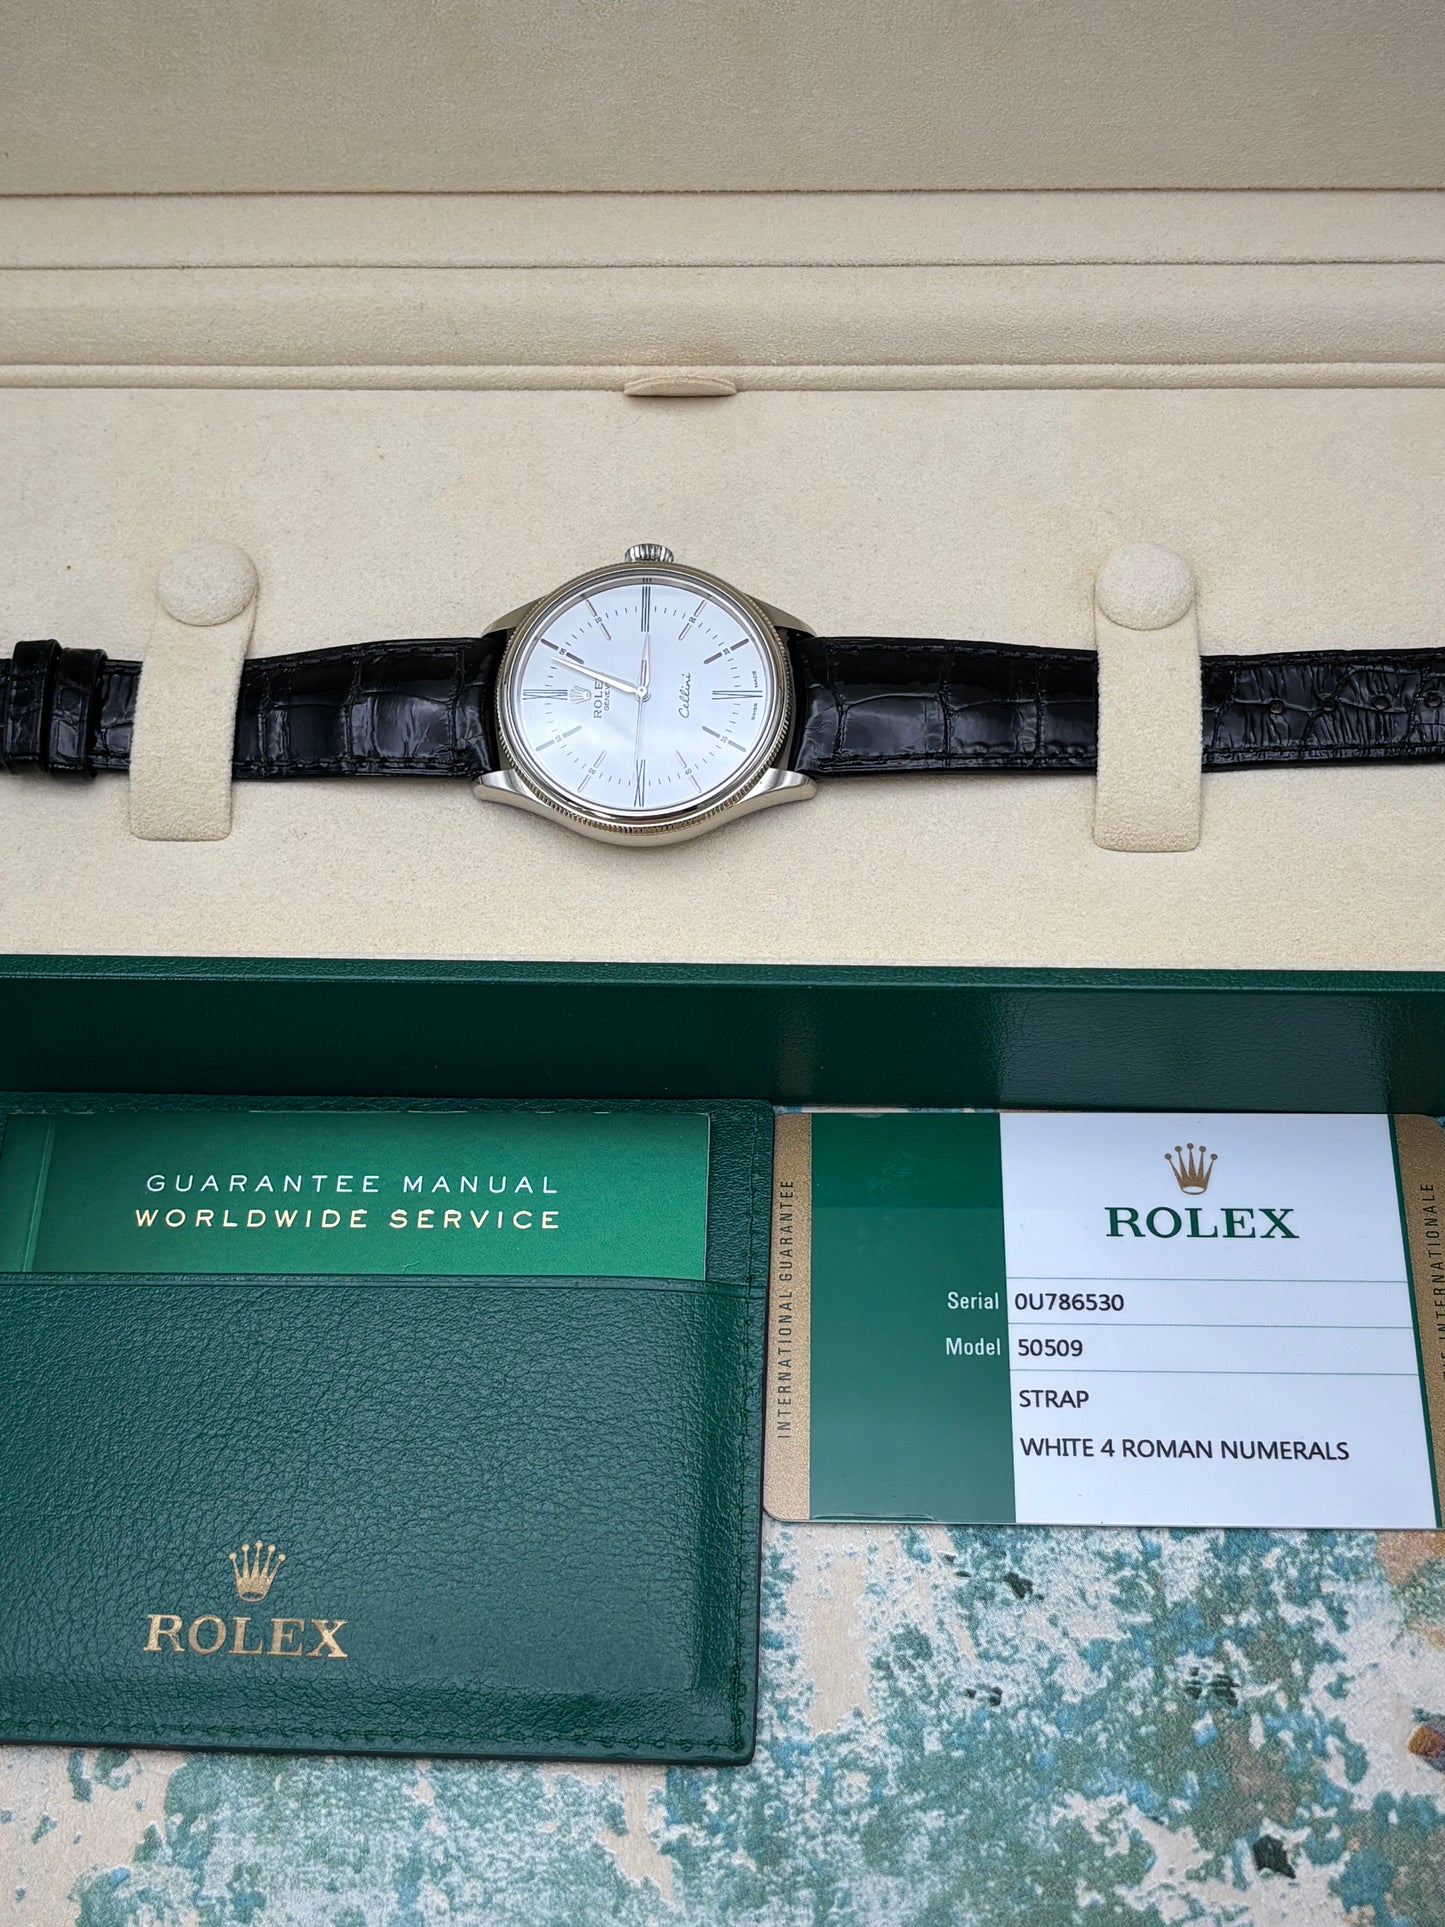 ROLEX
GENEVE
Cellini
SWISS MADE
GUARANTEE MANUAL
WORLDWIDE SERVICE
ROLEX
INTERNATIONAL GUARANTEE
ROLEX
Serial 0U786530
Model 50509
STRAP
WHITE 4 ROMAN NUMERALS
INTERNATIONALE